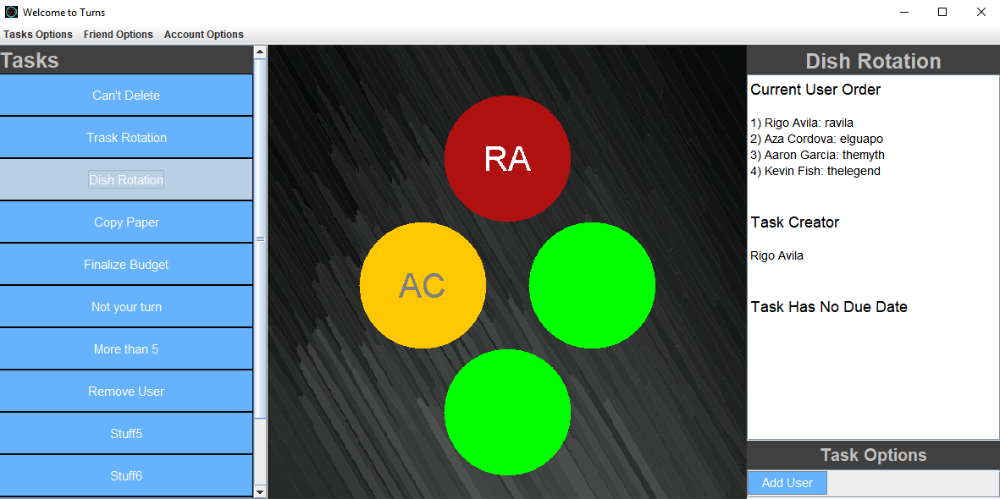 Welcome to Turns
Tasks Options Friend Options Account Options
Tasks
Can't Delete
Trask Rotation
Dish Rotation
Copy Paper
Finalize Budget
Not your turn
More than 5
Remove User
Stuff5
Stuff6
RA
AC
Dish Rotation
Current User Order
1) Rigo Avila: ravila
2) Aza Cordova: elguapo
3) Aaron Garcia: themyth
4) Kevin Fish: thelegend
Task Creator
Rigo Avila
Task Has No Due Date
Task Options
Add User